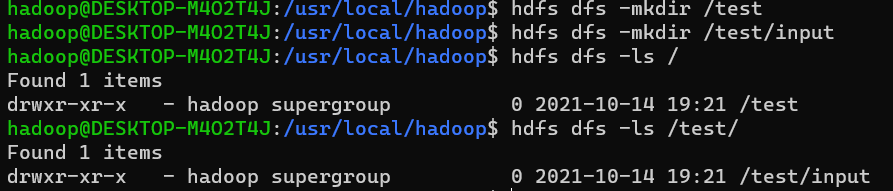 hadoop@DESKTOP-M4O2T4J:/usr/local/hadoop$ hdfs dfs -mkdir /test
hadoop@DESKTOP-M4O2T4J:/usr/local/hadoop$ hdfs dfs -mkdir /test/input
hadoop@DESKTOP-M4O2T4J:/usr/local/hadoop$ hdfs dfs -ls /
Found 1 items
drwxr-xr-x   - hadoop supergroup          0 2021-10-14 19:21 /test
hadoop@DESKTOP-M4O2T4J:/usr/local/hadoop$ hdfs dfs -ls /test/
Found 1 items
drwxr-xr-x   - hadoop supergroup          0 2021-10-14 19:21 /test/input